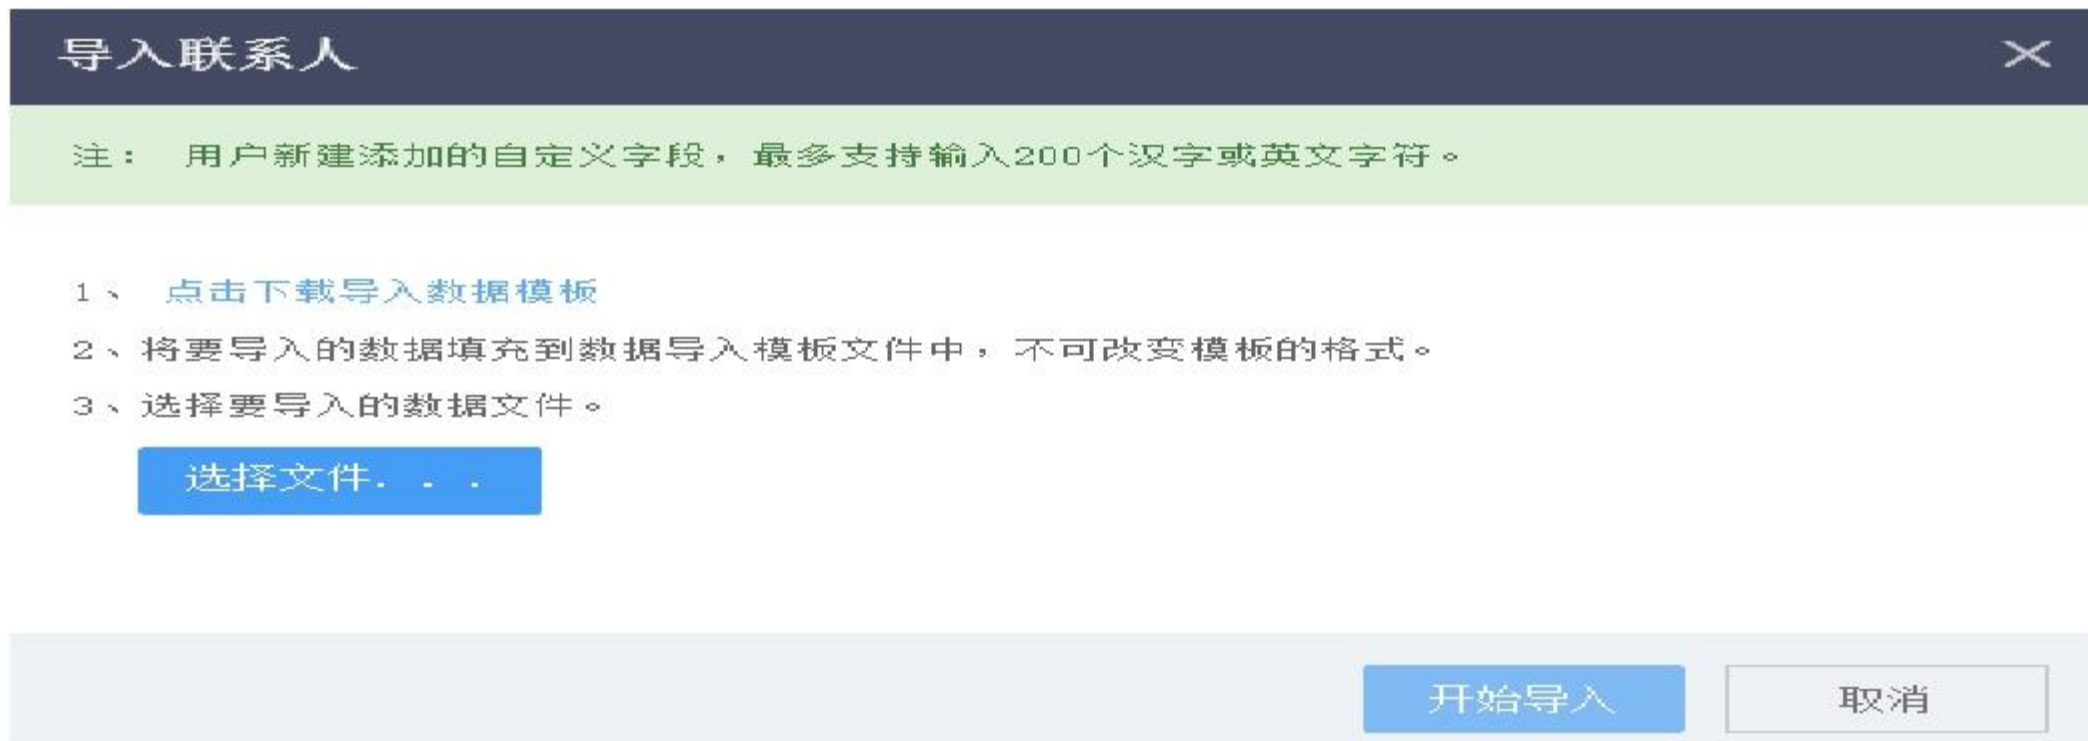 导入联系人
注： 用户新建添加的自定义字段，最多支持输入200个汉字或英文字符。
1、 点击下载导入数据模板
2、将要导入的数据填充到数据导入模板文件中，不可改变模板的格式。
3、选择要导入的数据文件。
选择文件...
开始导入 取消